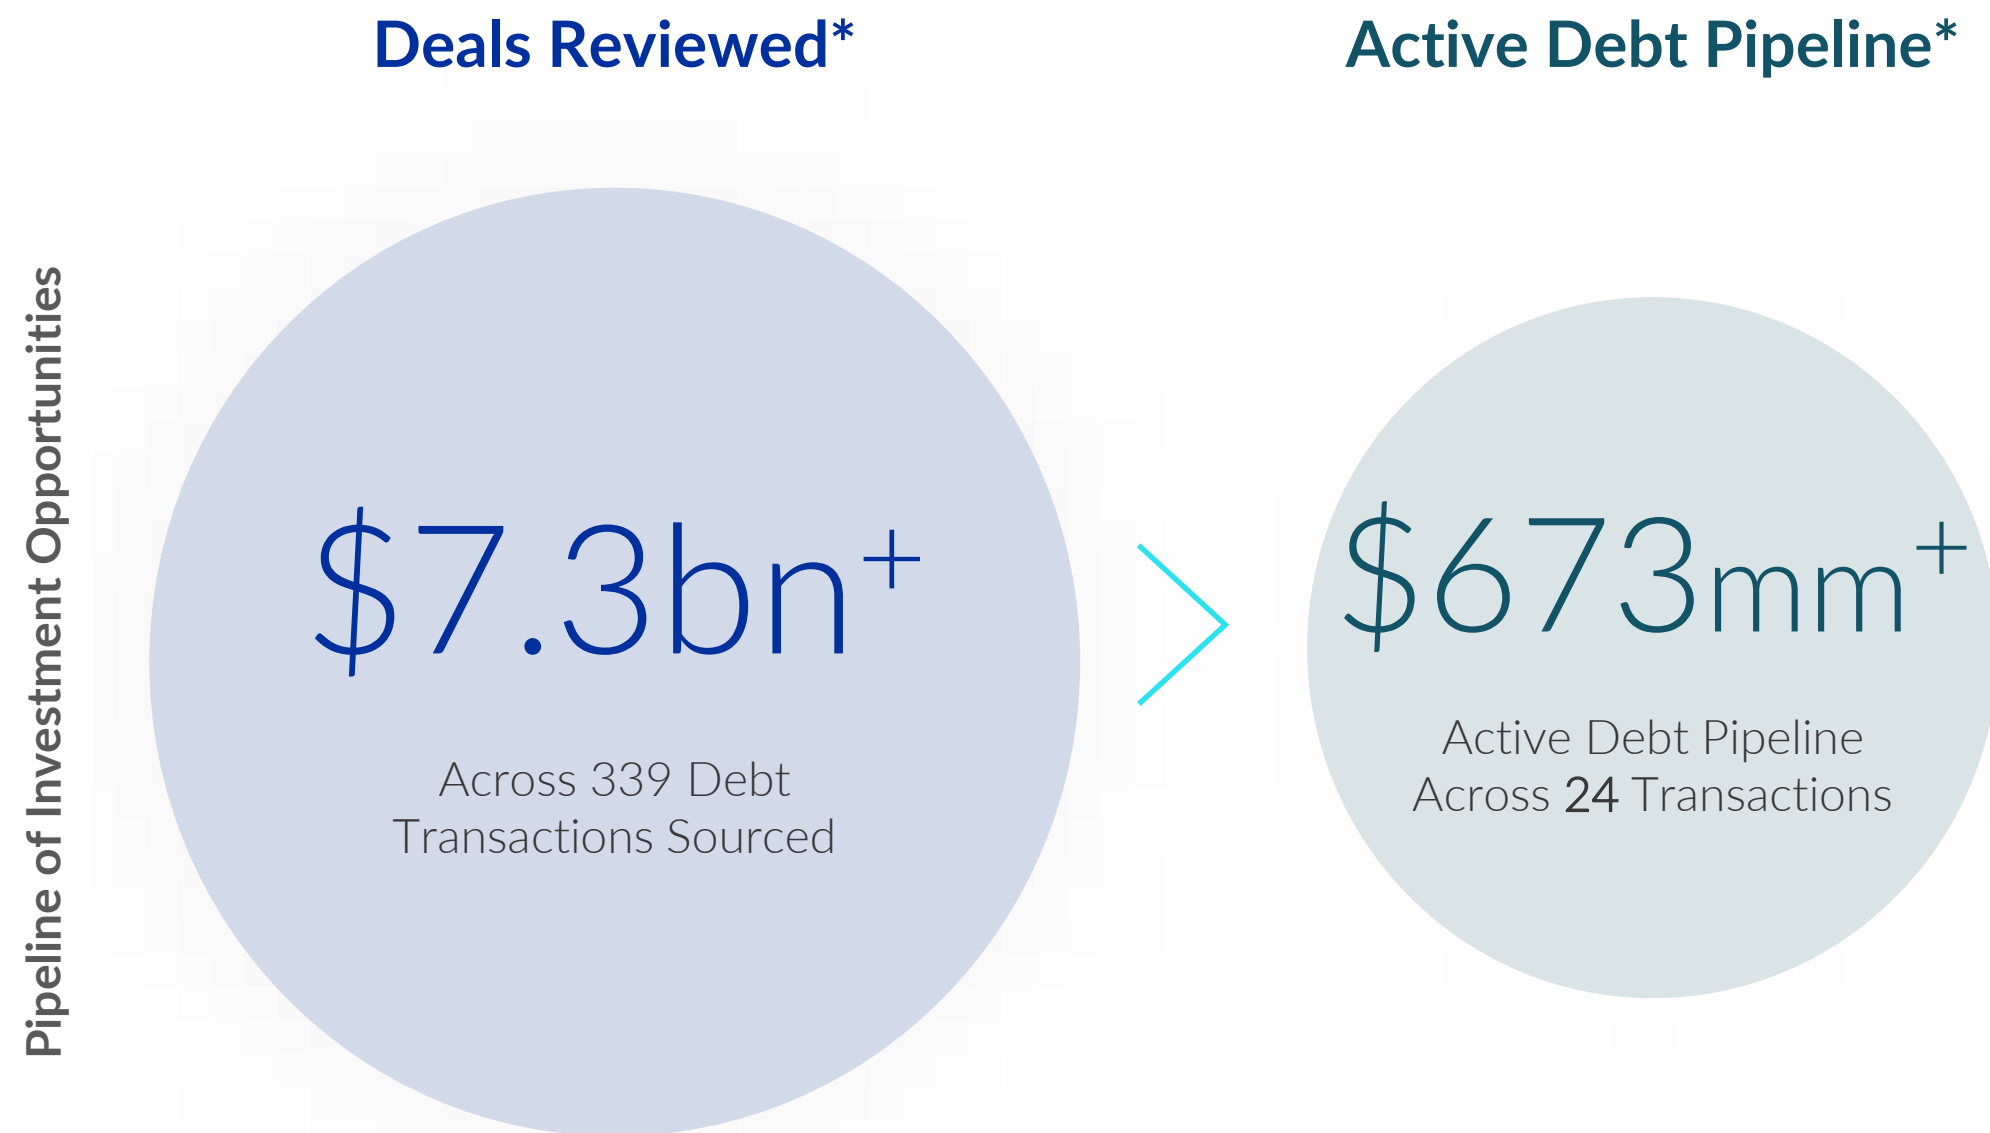 Deals Reviewed*
Active Debt Pipeline*
Pipeline of Investment Opportunities
$7.3bn+
Across 339 Debt
Transactions Sourced
$673mm+
Active Debt Pipeline
Across 24 Transactions